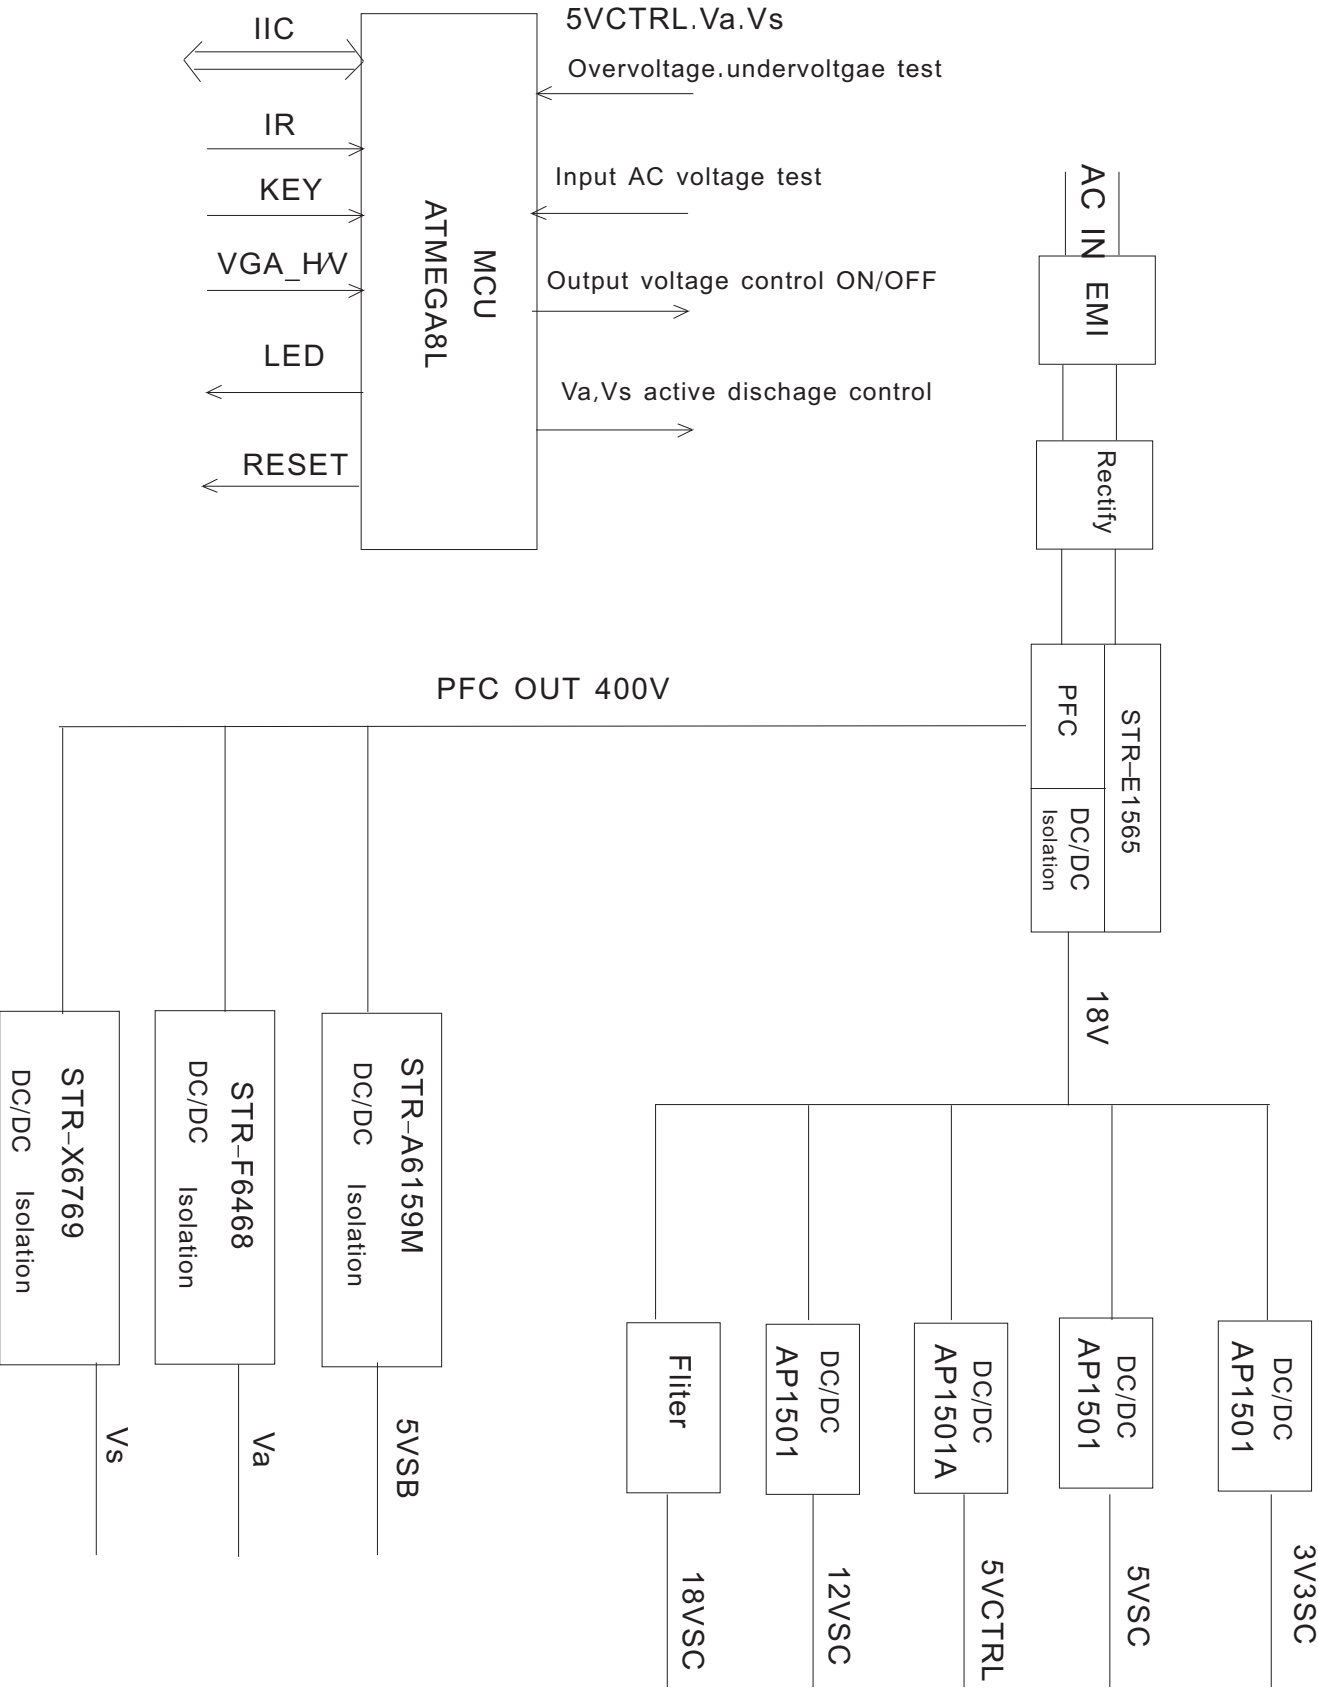 5VCTRL.Va.Vs
IIC
Overvoltage.undervoltgae test
IR
Input AC voltage test
KEY
VGA_H/V
Output voltage control ON/OFF
LED
Va,Vs active dischage control
RESET
MCU
ATMEGA8L
AC IN
EMI
Rectify
PFC OUT 400V
STR-E1565
PFC
DC/DC
Isolation
18V
STR-X6769
DC/DC Isolation
STR-F6468
DC/DC Isolation
STR-A6159M
DC/DC Isolation
Vs
Va
5VSB
Fliter
DC/DC
AP1501
DC/DC
AP1501A
DC/DC
AP1501
DC/DC
AP1501
18VSC
12VSC
5VCTRL
5VSC
3V3SC